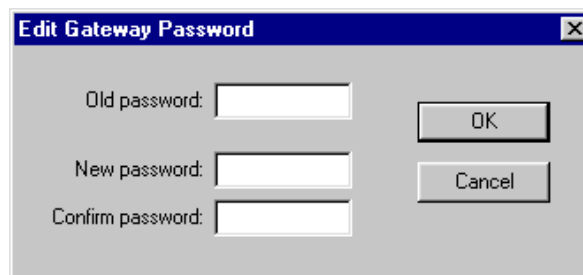 Edit Gateway Password
Old password:
OK
New password:
Cancel
Confirm password: